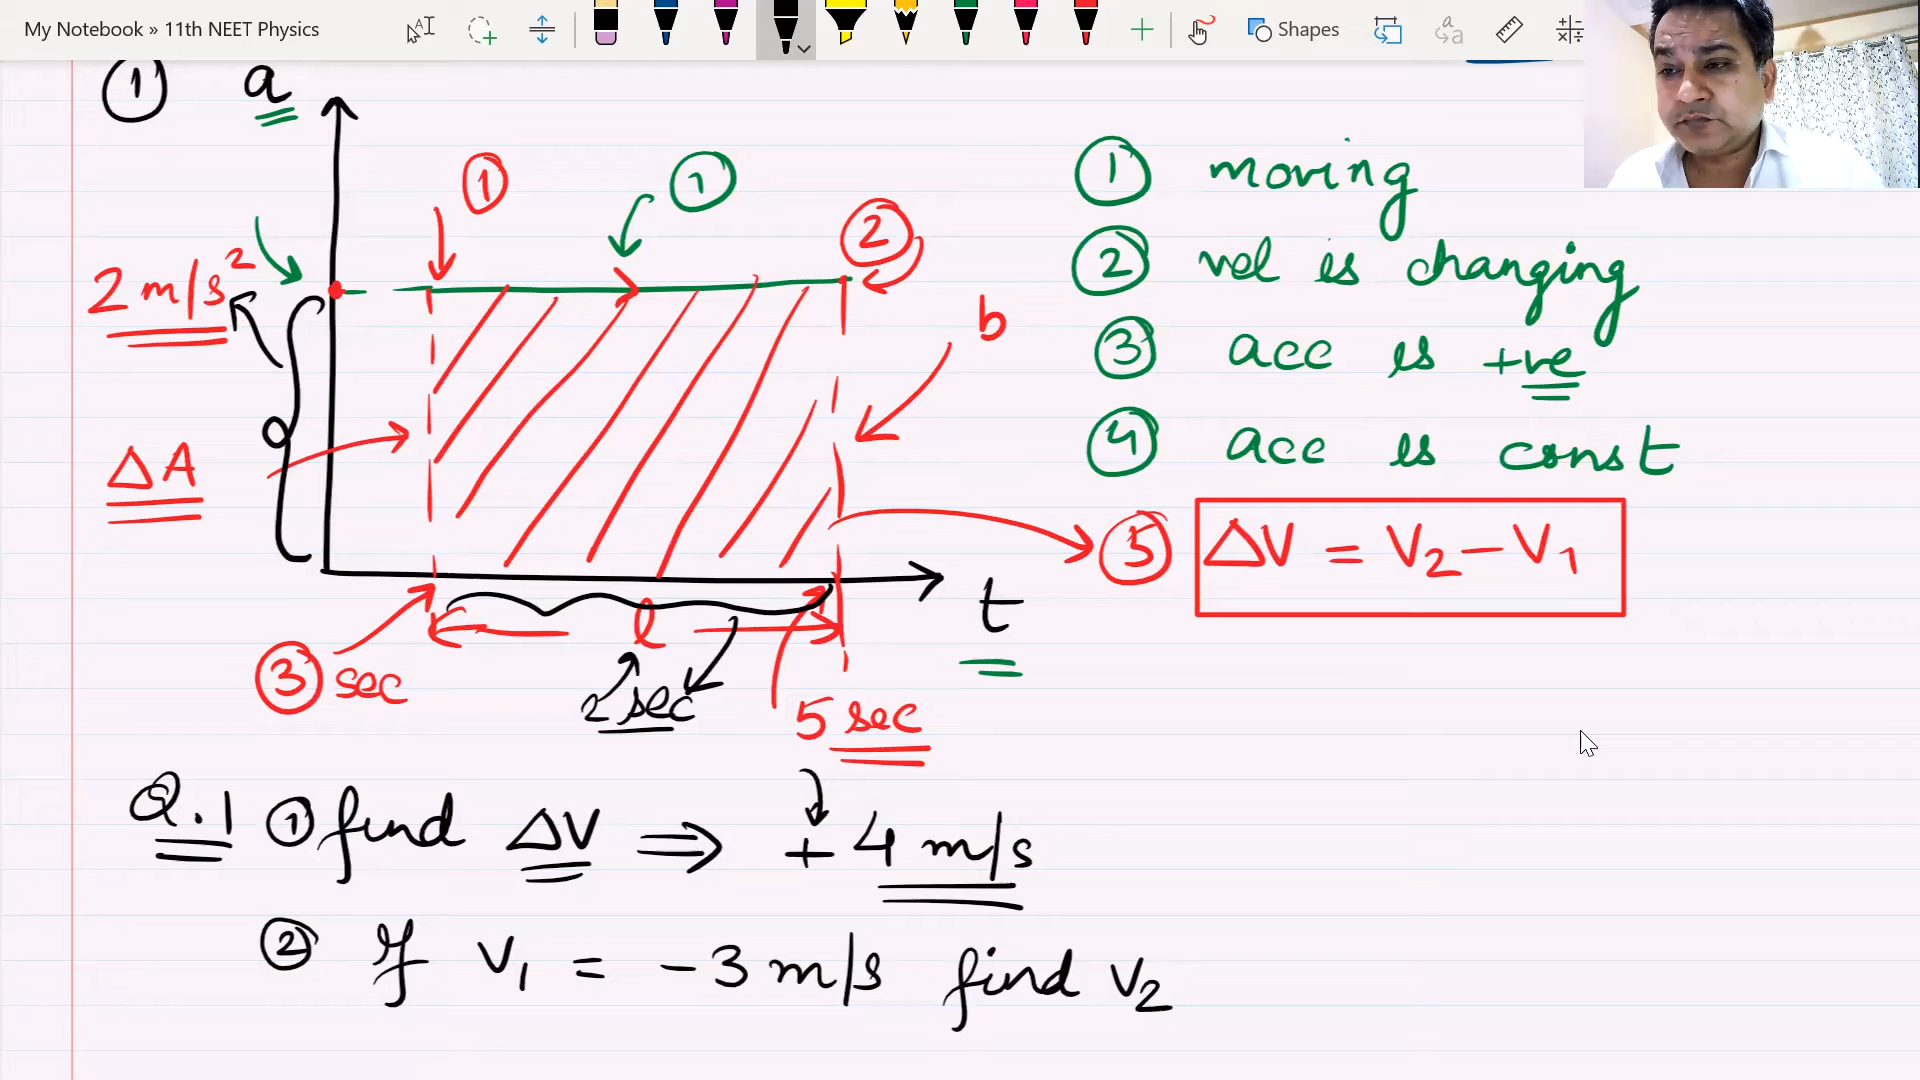 My Notebook » 11th NEET Physics
Shapes
① a
① moving
① ①
②
② vel is changing
2 m/s²
b
③ acc is +ve
④ acc is const
ΔA
⑤ ΔV = V₂ – V₁
t
l
③ sec
2 sec
5 sec
Q.1 ① find ΔV ⇒ + 4 m/s
② If V₁ = – 3 m/s find V₂